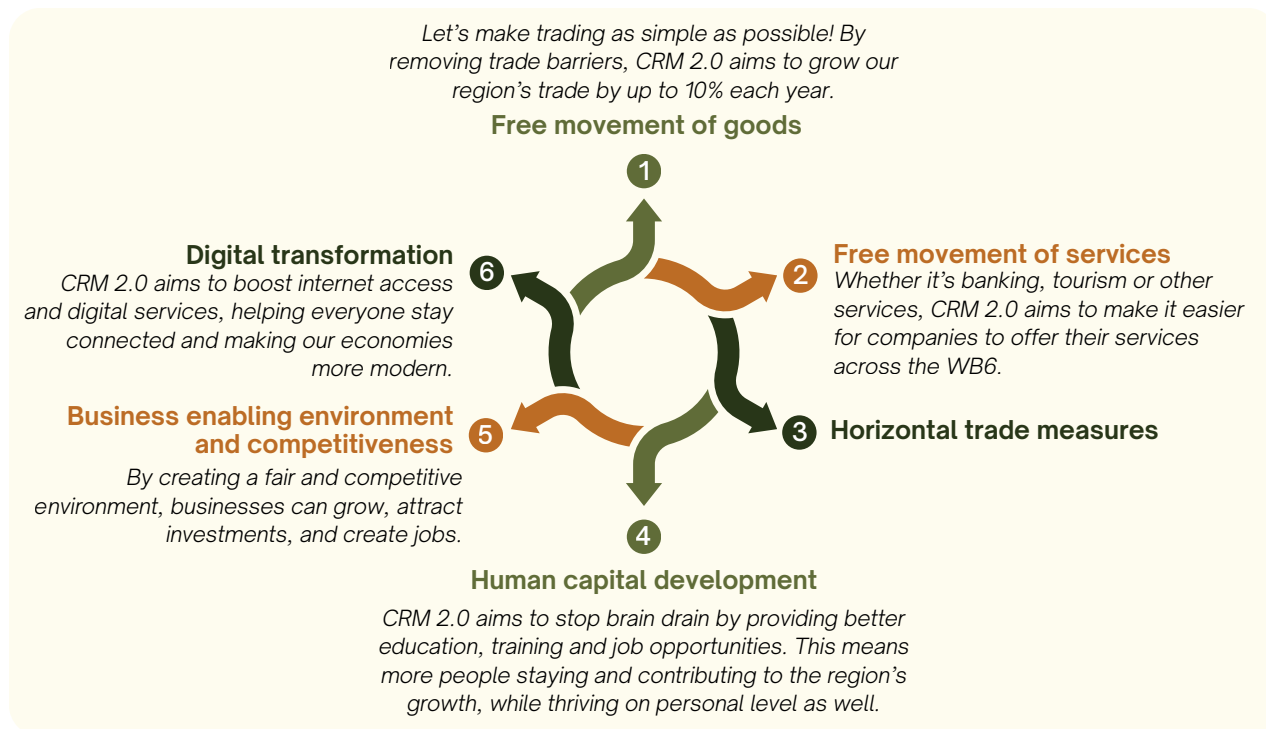 Let's make trading as simple as possible! By
removing trade barriers, CRM 2.0 aims to grow our
region's trade by up to 10% each year.
Free movement of goods
1
2
Free movement of services
Whether it's banking, tourism or other
services, CRM 2.0 aims to make it easier
for companies to offer their services
across the WB6.
3
Horizontal trade measures
4
Human capital development
CRM 2.0 aims to stop brain drain by providing better
education, training and job opportunities. This means
more people staying and contributing to the region's
growth, while thriving on personal level as well.
5
Business enabling environment
and competitiveness
By creating a fair and competitive
environment, businesses can grow, attract
investments, and create jobs.
6
Digital transformation
CRM 2.0 aims to boost internet access
and digital services, helping everyone stay
connected and making our economies
more modern.